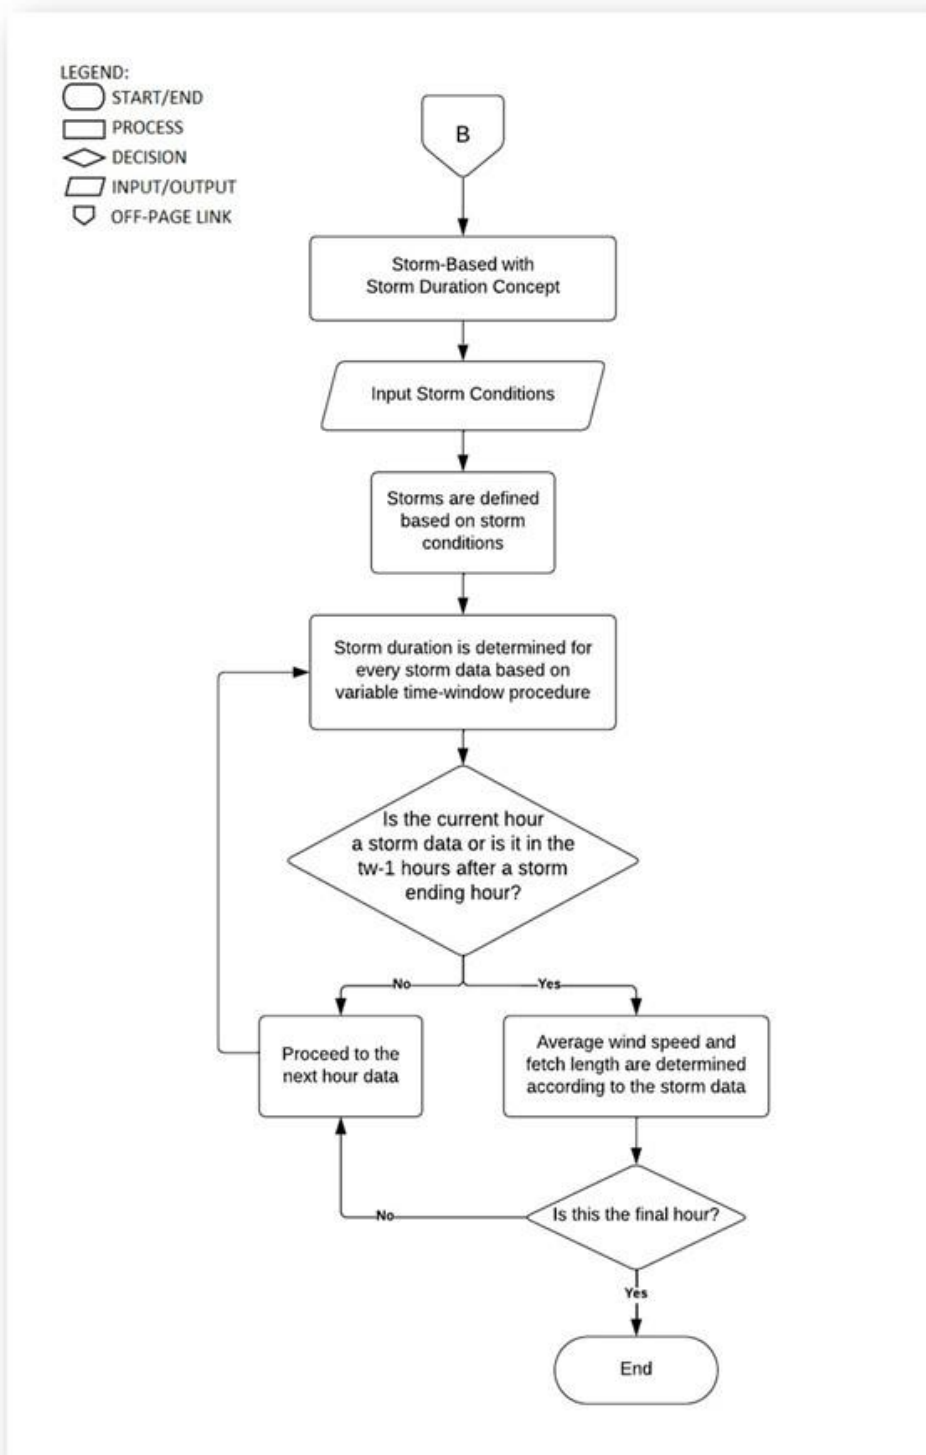 LEGEND:
START/END
PROCESS
DECISION
INPUT/OUTPUT
OFF-PAGE LINK
B
Storm-Based with
Storm Duration Concept
Input Storm Conditions
Storms are defined
based on storm
conditions
Storm duration is determined for
every storm data based on
variable time-window procedure
Is the current hour
a storm data or is it in the
tw-1 hours after a storm
ending hour?
No
Yes
Proceed to the
next hour data
Average wind speed and
fetch length are determined
according to the storm data
Is this the final hour?
No
Yes
End